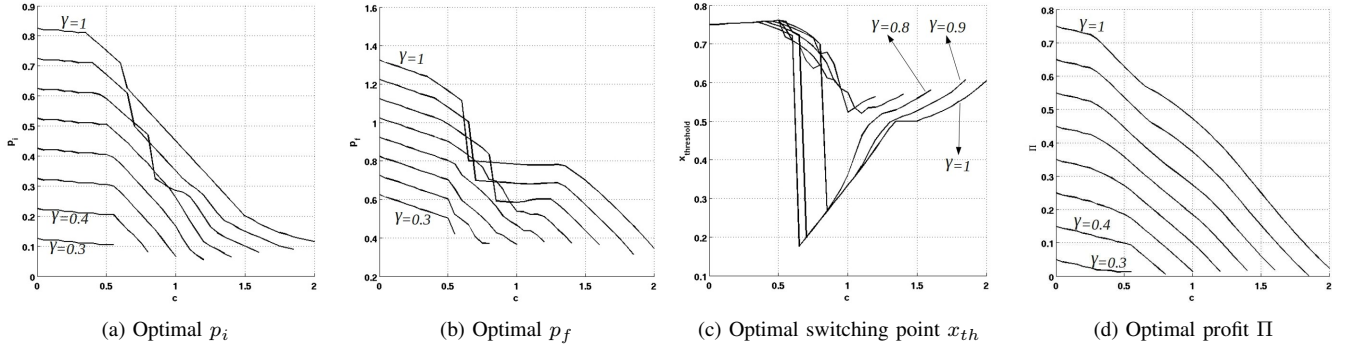 0.9
0.8
0.7
0.6
0.5
0.4
0.3
0.2
0.1
0
p_i
γ=1
γ=0.4
γ=0.3
0 0.5 1 1.5 2
c
(a) Optimal p_i
1.6
1.4
1.2
1
0.8
0.6
0.4
0.2
p_f
γ=1
γ=0.3
0 0.5 1 1.5 2
c
(b) Optimal p_f
0.8
0.7
0.6
0.5
0.4
0.3
0.2
0.1
x_threshold
γ=0.8
γ=0.9
γ=1
0 0.5 1 1.5 2
c
(c) Optimal switching point x_th
0.8
0.7
0.6
0.5
0.4
0.3
0.2
0.1
0
Π
γ=1
γ=0.4
γ=0.3
0 0.5 1 1.5 2
c
(d) Optimal profit Π